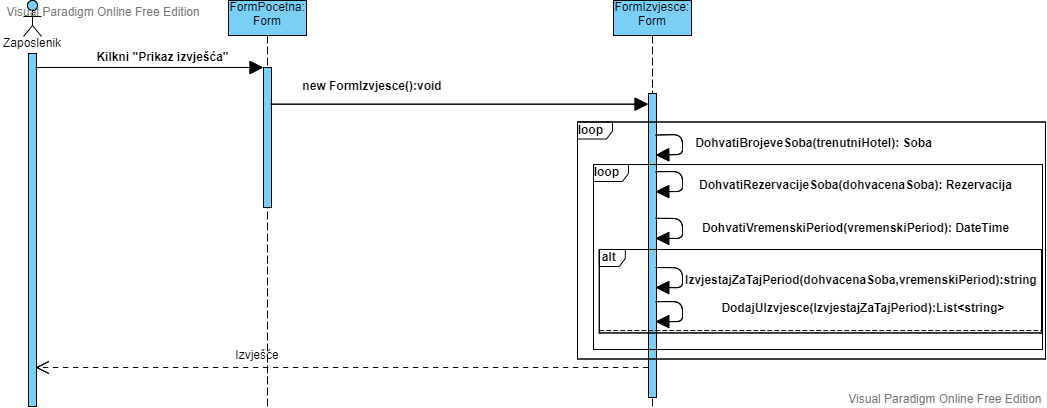 Visual Paradigm Online Free Edition
Zaposlenik
FormPocetna:
Form
FormIzvjesce:
Form
Kilkni "Prikaz izvješća"
new FormIzvjesce():void
loop
DohvatiBrojeveSoba(trenutniHotel): Soba
loop
DohvatiRezervacijeSoba(dohvacenaSoba): Rezervacija
DohvatiVremenskiPeriod(vremenskiPeriod): DateTime
alt
IzvjestajZaTajPeriod(dohvacenaSoba,vremenskiPeriod):string
DodajUIzvjesce(IzvjestajZaTajPeriod):List<string>
Izvješće
Visual Paradigm Online Free Edition